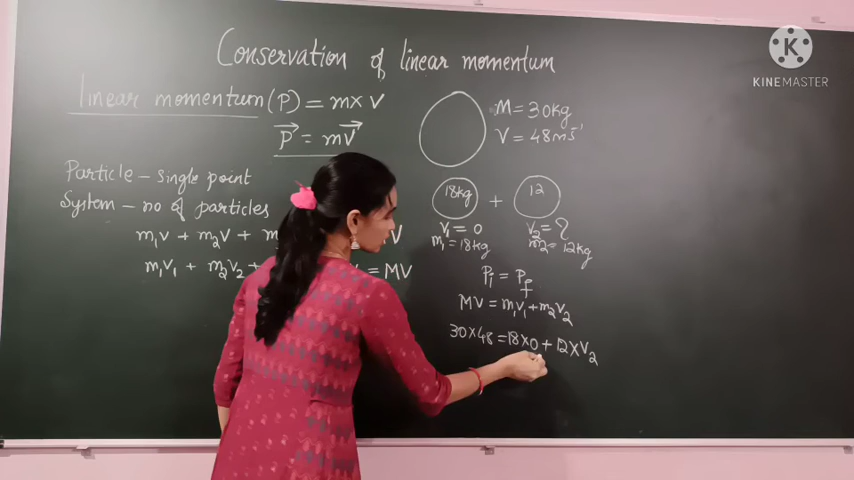 Conservation of linear momentum
linear momentum (P) = m x V
P = mV
Particle – single point
System – no of particles
m₁v + m₂v + m V
m₁v₁ + m₂v₂ + = MV
M = 30kg
V = 48ms⁻¹
18kg + 12
v₁ = 0 v₂ = ?
m₁ = 18kg m₂ = 12kg
Pᵢ = P_f
MV = m₁v₁ + m₂v₂
30×48 = 18×0 + 12×V₂
K
KINEMASTER